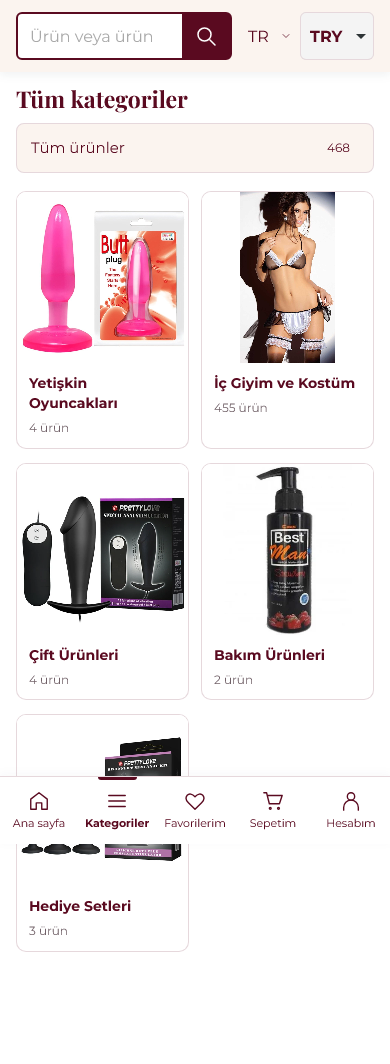 Ürün veya ürün
TR
TRY
Tüm kategoriler
Tüm ürünler
468
Butt
plug
Yetişkin
Oyuncakları
4 ürün
İç Giyim ve Kostüm
455 ürün
PRETTYLOVE
Çift Ürünleri
4 ürün
Best
Man
Bakım Ürünleri
2 ürün
PRETTYLOVE
Ana sayfa
Kategoriler
Favorilerim
Sepetim
Hesabım
Hediye Setleri
3 ürün